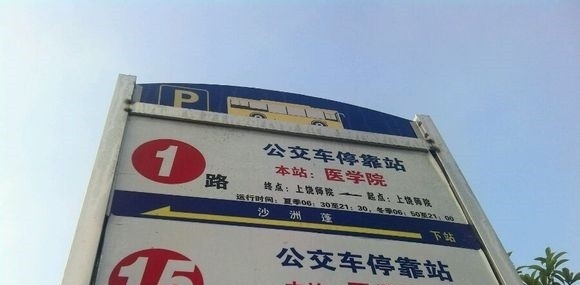 P
1路
公交车停靠站
本站：医学院
终点：上饶师院 ← 起点：上饶师院
运行时间：夏季06：30至21：30，冬季06：50至21：00
沙洲蓬
下站
15
公交车停靠站